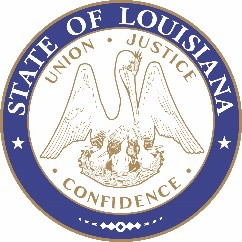 STATE OF LOUISIANA
UNION · JUSTICE
· CONFIDENCE ·